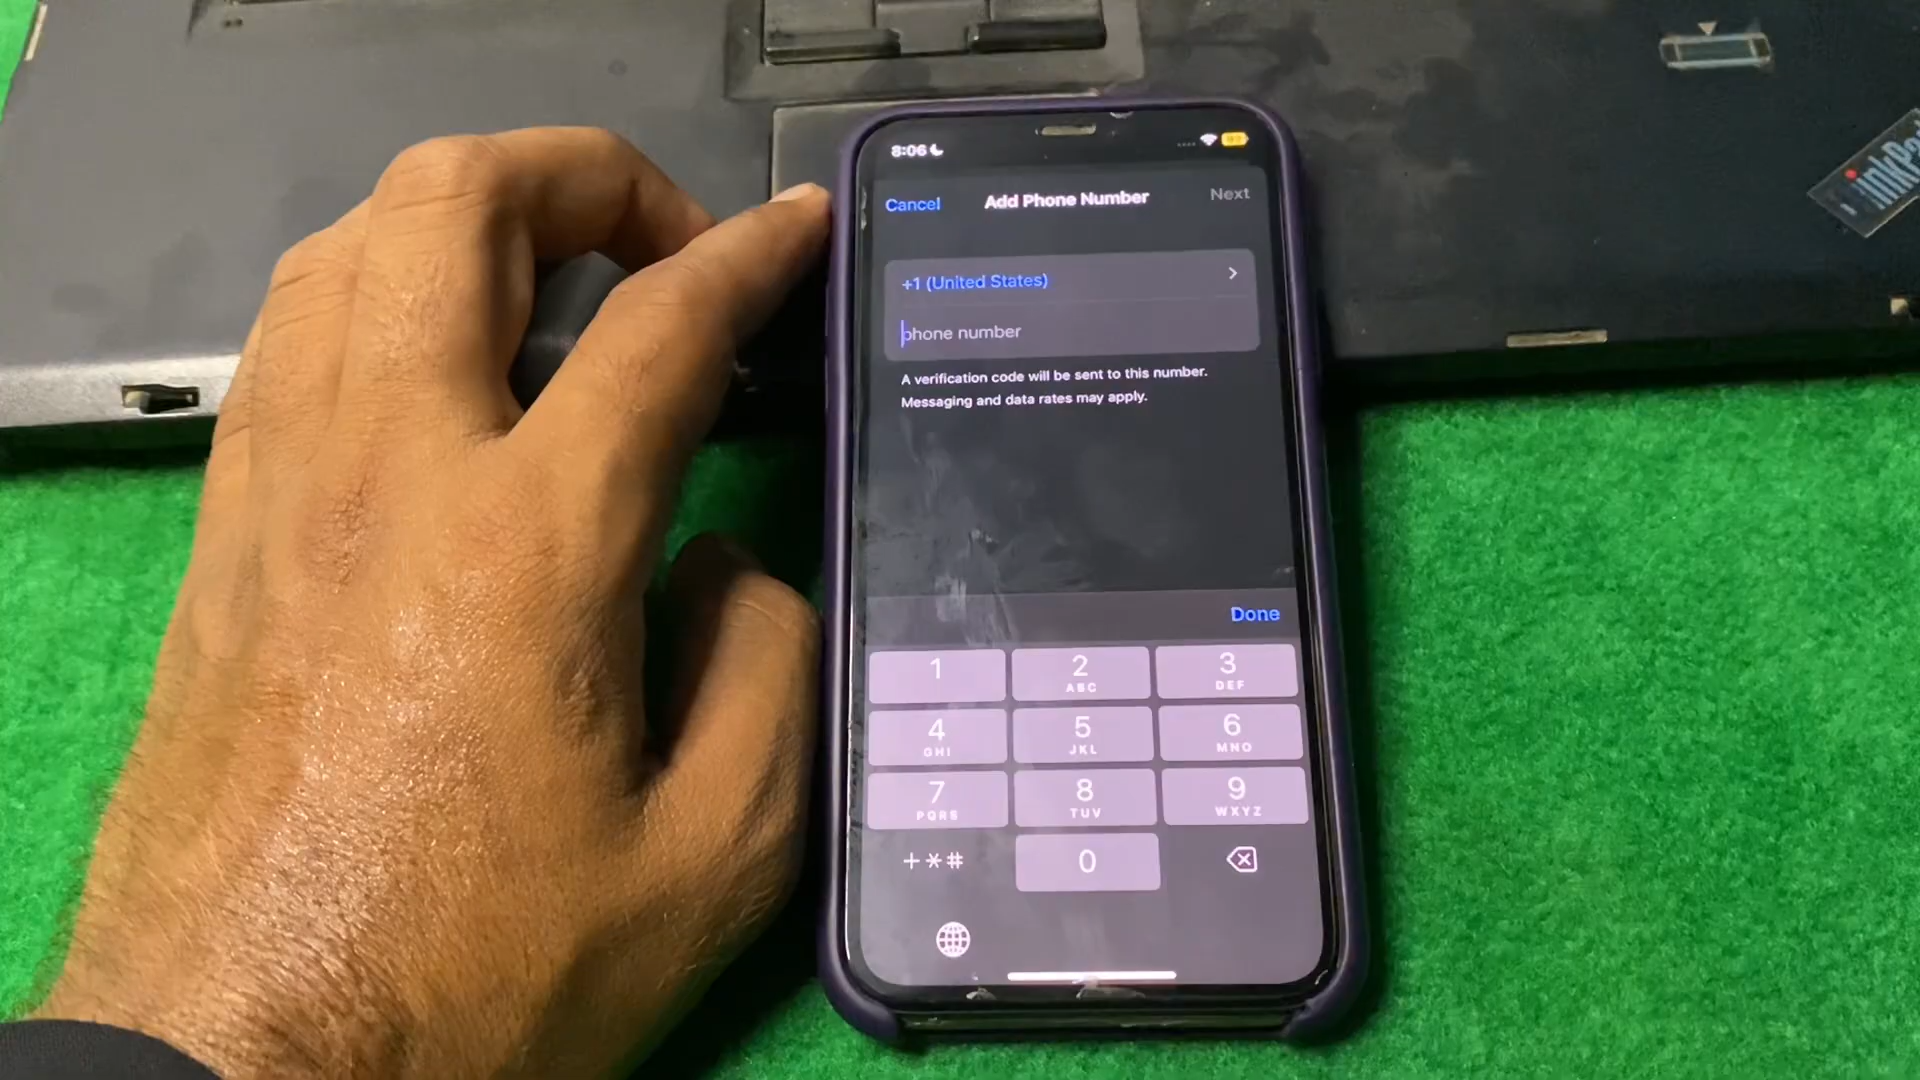 8:06
Cancel
Add Phone Number
Next
+1 (United States)
phone number
A verification code will be sent to this number.
Messaging and data rates may apply.
Done
1
2
ABC
3
DEF
4
GHI
5
JKL
6
MNO
7
PQRS
8
TUV
9
WXYZ
+*#
0